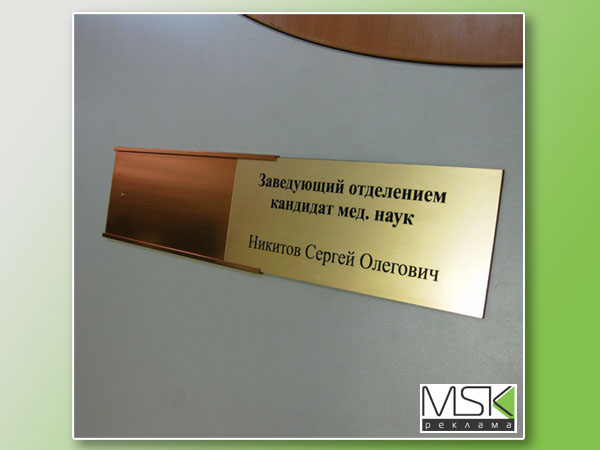 Заведующий отделением
кандидат мед. наук
Никитов Сергей Олегович
MSK
реклама